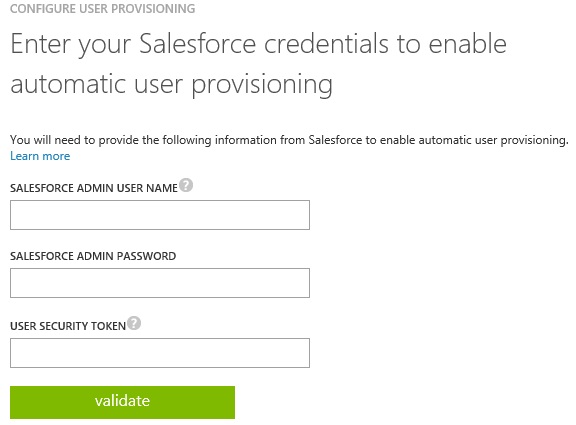 CONFIGURE USER PROVISIONING
Enter your Salesforce credentials to enable
automatic user provisioning
You will need to provide the following information from Salesforce to enable automatic user provisioning.
Learn more
SALESFORCE ADMIN USER NAME ?
SALESFORCE ADMIN PASSWORD
USER SECURITY TOKEN ?
validate